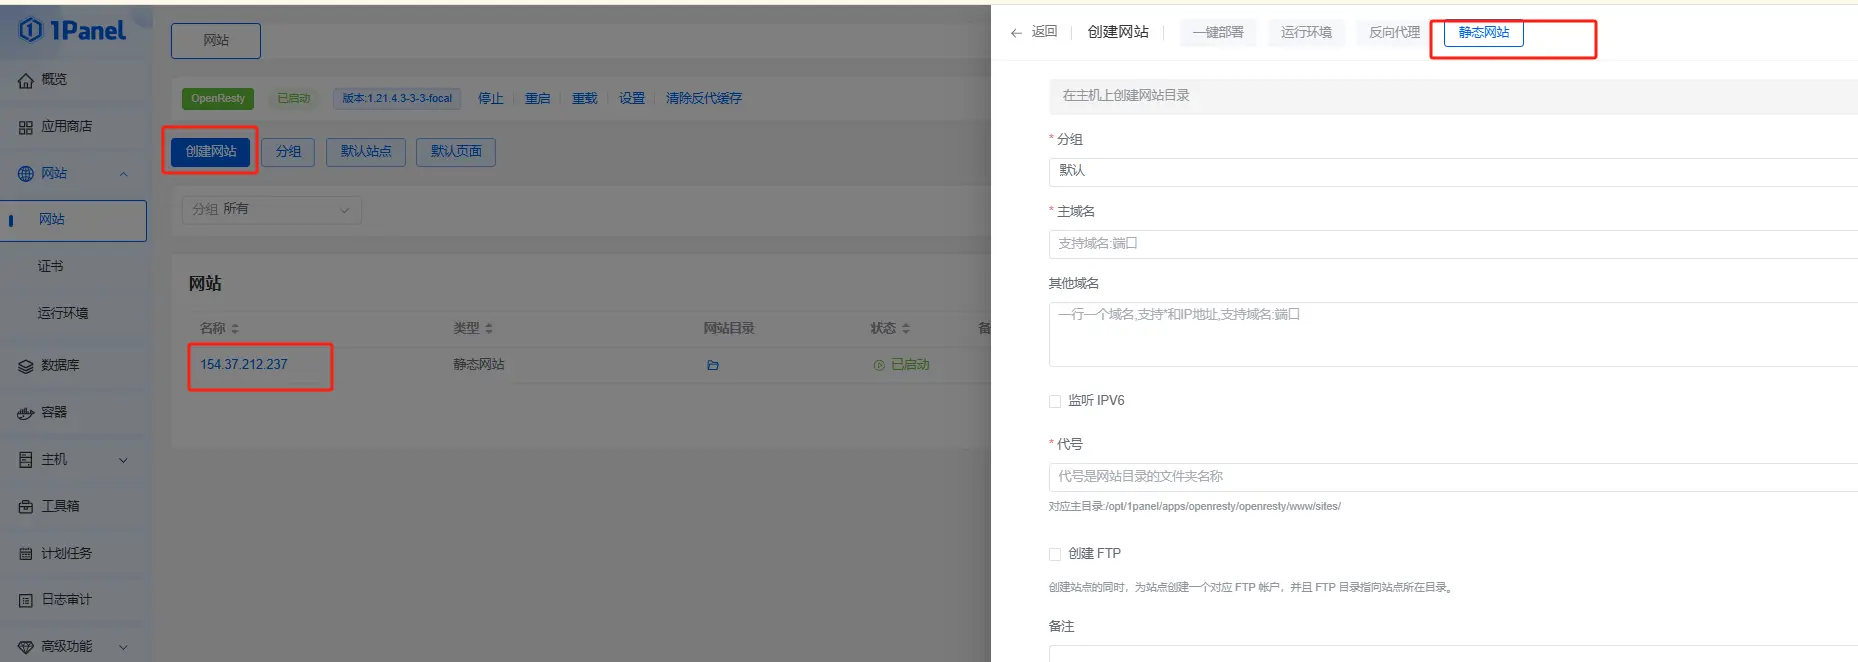 1Panel
概览
应用商店
网站
网站
证书
运行环境
数据库
容器
主机
工具箱
计划任务
日志审计
高级功能
网站
OpenResty 已启动 版本:1.21.4.3-3-3-focal 停止 重启 重载 设置 清除反代缓存
创建网站 分组 默认站点 默认页面
分组 所有
网站
名称 类型 网站目录 状态 备
154.37.212.237 静态网站 已启动
返回 创建网站 一键部署 运行环境 反向代理 静态网站
在主机上创建网站目录
* 分组
默认
* 主域名
支持域名:端口
其他域名
一行一个域名,支持*和IP地址,支持域名:端口
监听 IPV6
* 代号
代号是网站目录的文件夹名称
对应主目录:/opt/1panel/apps/openresty/openresty/www/sites/
创建 FTP
创建站点的同时，为站点创建一个对应 FTP 帐户，并且 FTP 目录指向站点所在目录。
备注